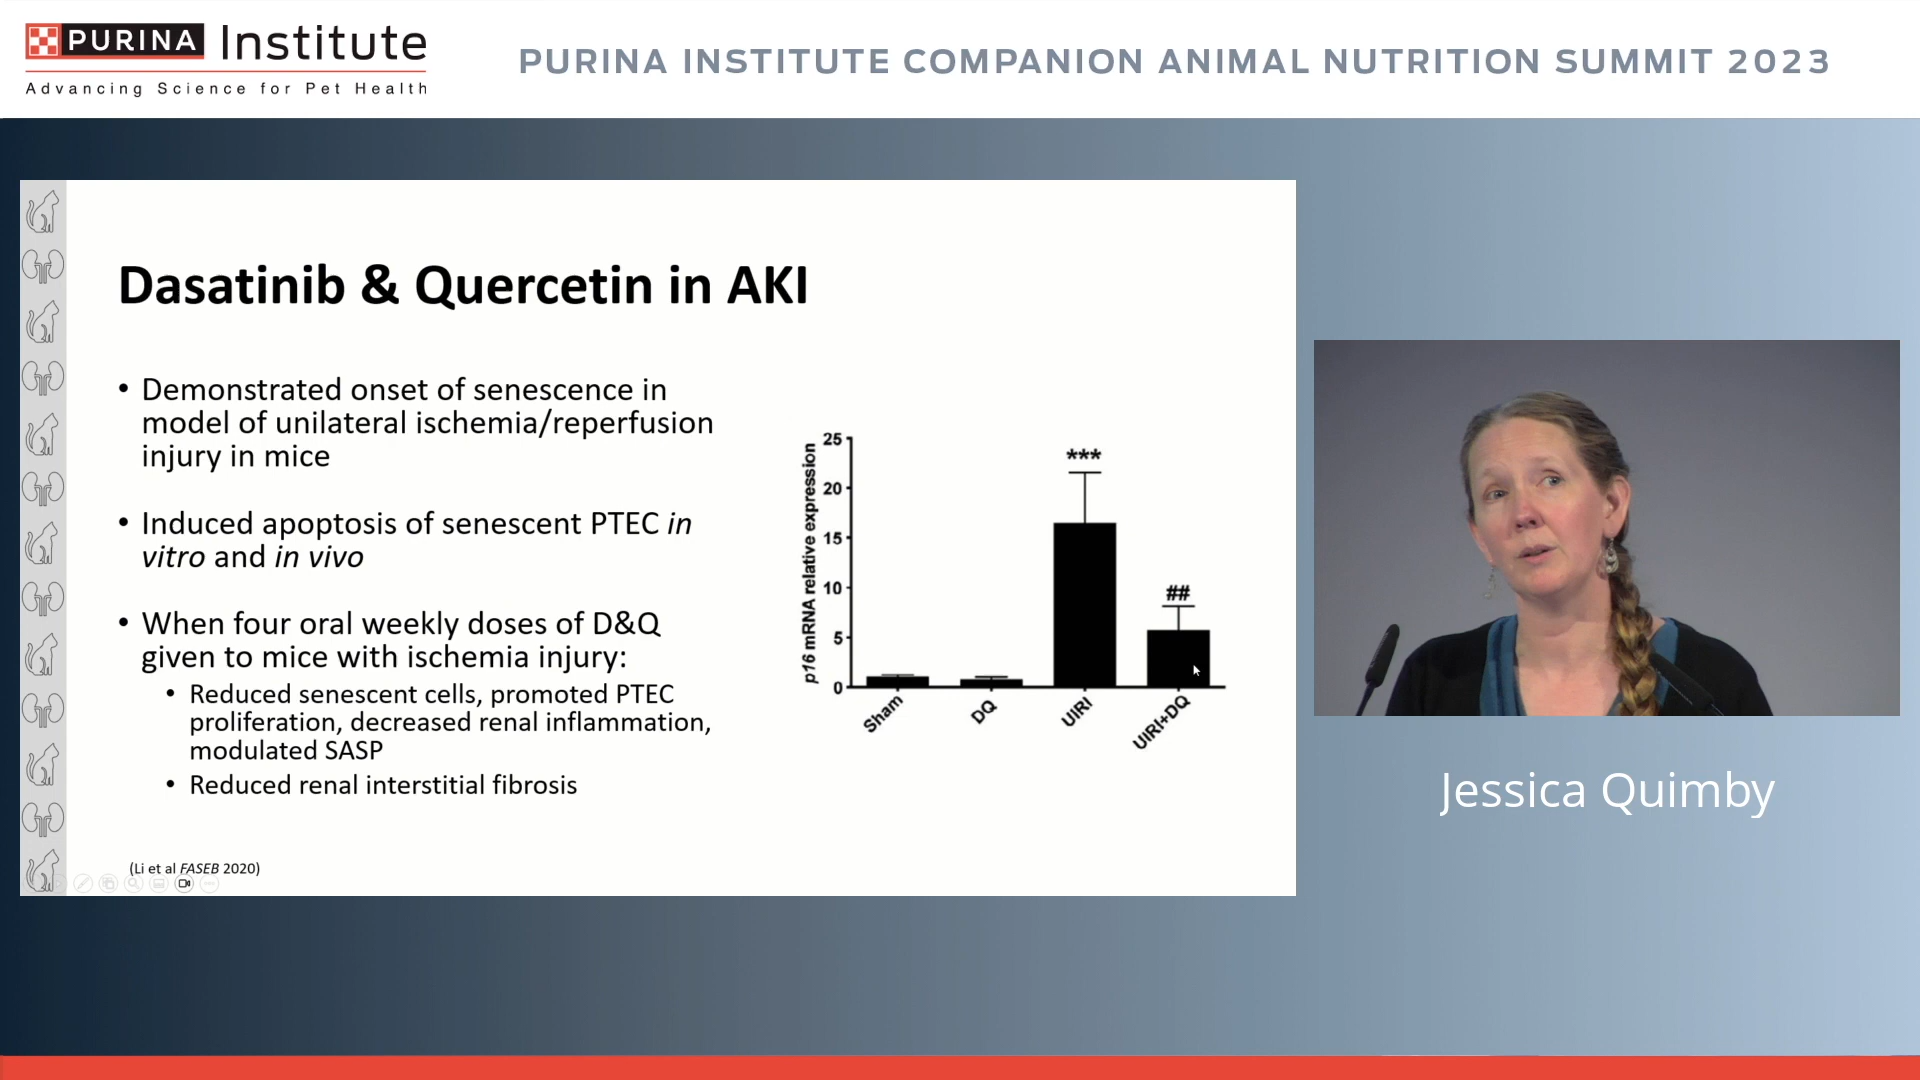 PURINA Institute
Advancing Science for Pet Health
PURINA INSTITUTE COMPANION ANIMAL NUTRITION SUMMIT 2023
Dasatinib & Quercetin in AKI
• Demonstrated onset of senescence in
model of unilateral ischemia/reperfusion
injury in mice
• Induced apoptosis of senescent PTEC in
vitro and in vivo
• When four oral weekly doses of D&Q
given to mice with ischemia injury:
• Reduced senescent cells, promoted PTEC
proliferation, decreased renal inflammation,
modulated SASP
• Reduced renal interstitial fibrosis
(Li et al FASEB 2020)
p16 mRNA relative expression
25
20
15
10
5
0
***
##
Sham
DQ
UIRI
UIRI+DQ
Jessica Quimby